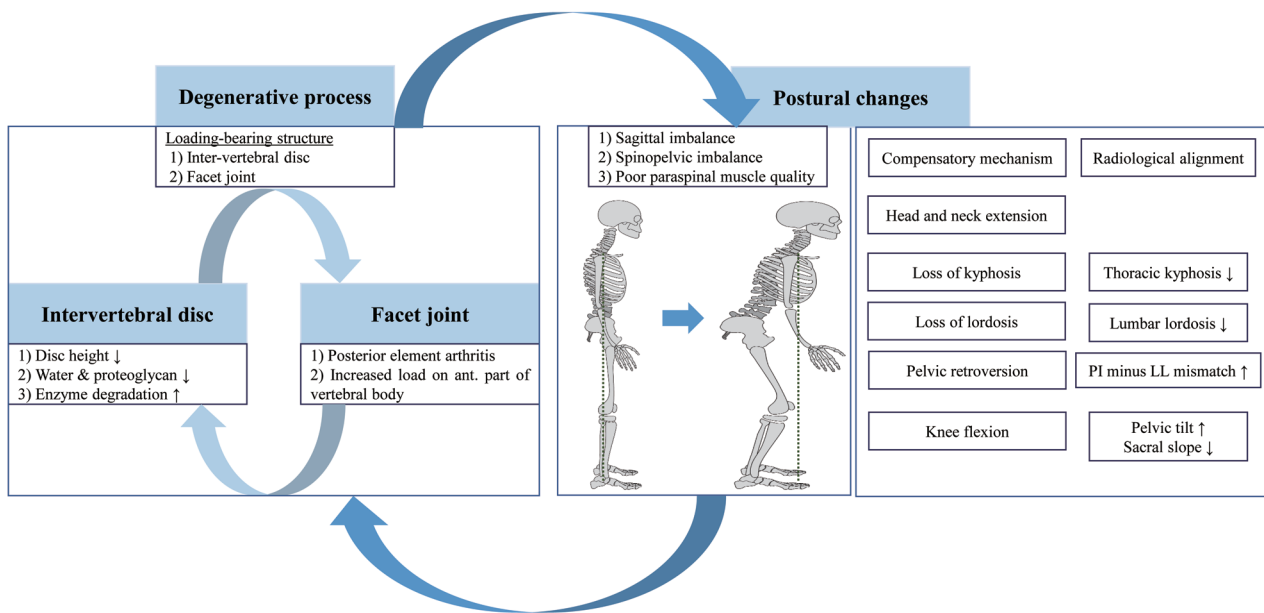 Degenerative process
Loading-bearing structure
1) Inter-vertebral disc
2) Facet joint
Intervertebral disc
1) Disc height ↓
2) Water & proteoglycan ↓
3) Enzyme degradation ↑
Facet joint
1) Posterior element arthritis
2) Increased load on ant. part of
vertebral body
Postural changes
1) Sagittal imbalance
2) Spinopelvic imbalance
3) Poor paraspinal muscle quality
Compensatory mechanism
Radiological alignment
Head and neck extension
Loss of kyphosis
Thoracic kyphosis ↓
Loss of lordosis
Lumbar lordosis ↓
Pelvic retroversion
PI minus LL mismatch ↑
Knee flexion
Pelvic tilt ↑
Sacral slope ↓